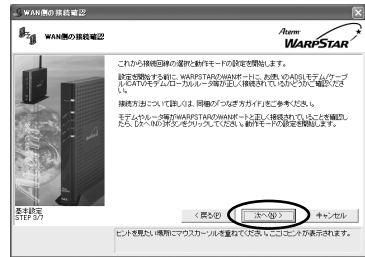 WAN側の接続確認
WAN側の接続確認
Aterm
WARPSTAR
これから接続回線の選択と動作モードの設定を開始します。
設定を開始する前に、WARPSTARのWANポートに、お使いのADSLモデム/ケーブ
ル(CATV)モデム/ローカルルータ等が正しく接続されているかどうかご確認くださ
い。
接続方法について詳しくは、同梱の「つなぎ方ガイド」をご参考ください。
モデムやルータ等がWARPSTARのWANポートと正しく接続されていることを確認し
たら、[次へ(N)]ボタンをクリックしてください。動作モードの設定を開始します。
基本設定
STEP 3/7
< 戻る(P)
次へ(N) >
キャンセル
ヒントを見たい場所にマウスカーソルを重ねてください。ここにヒントが表示されます。